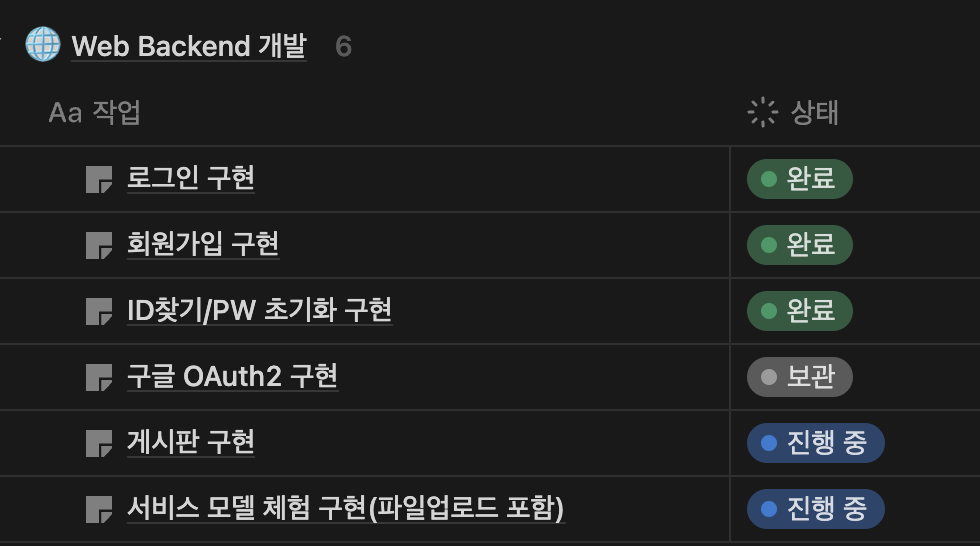 Web Backend 개발 6
Aa 작업 상태
로그인 구현 완료
회원가입 구현 완료
ID찾기/PW 초기화 구현 완료
구글 OAuth2 구현 보관
게시판 구현 진행 중
서비스 모델 체험 구현(파일업로드 포함) 진행 중